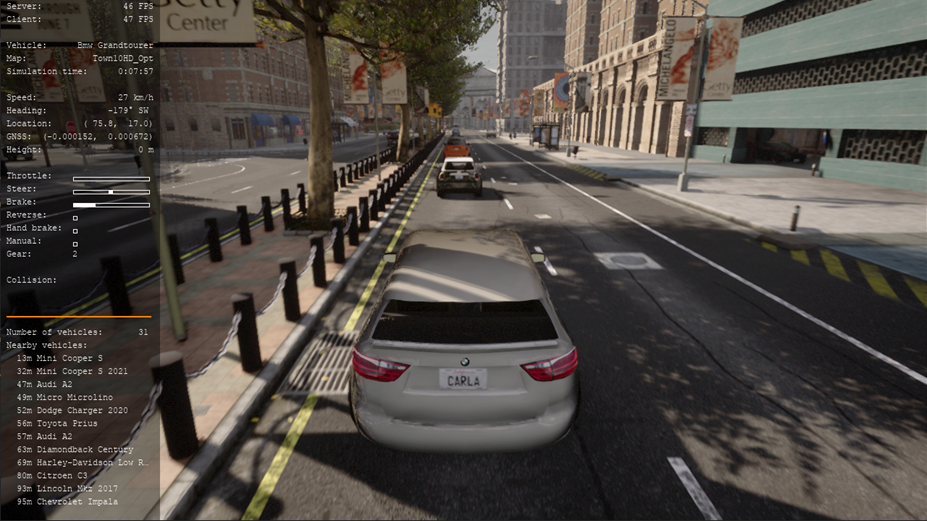 Server: 46 FPS
Client: 47 FPS
Vehicle: Bmw Grandtourer
Map: Town10HD_Opt
Simulation time: 0:07:57
Speed: 27 km/h
Heading: -179° SW
Location: ( 75.8, 17.0)
GNSS: (-0.000152, 0.000672)
Height: 0 m
Throttle:
Steer:
Brake:
Reverse:
Hand brake:
Manual:
Gear: 2
Collision:
Number of vehicles: 31
Nearby vehicles:
13m Mini Cooper S
32m Mini Cooper S 2021
47m Audi A2
49m Micro Microlino
52m Dodge Charger 2020
56m Toyota Prius
57m Audi A2
63m Diamondback Century
69m Harley-Davidson Low R…
80m Citroen C3
93m Lincoln Mkz 2017
95m Chevrolet Impala
Getty
Center
CARLA